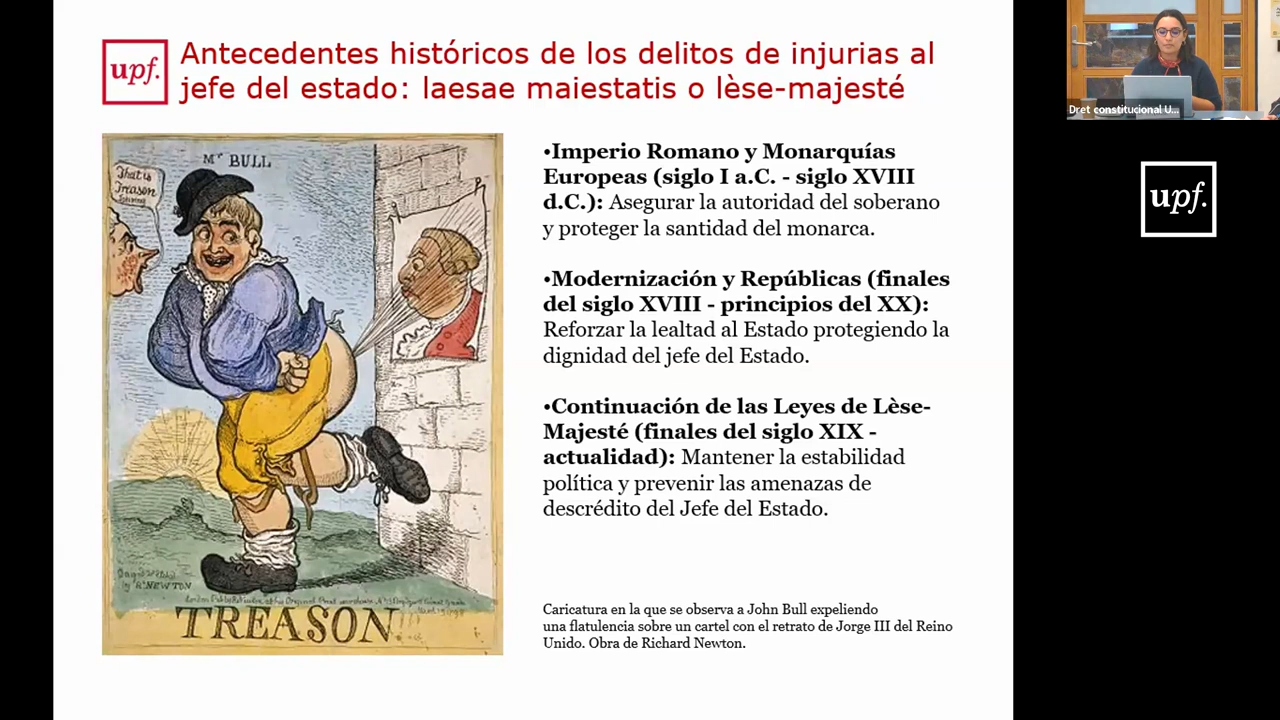 upf.
Antecedentes históricos de los delitos de injurias al
jefe del estado: laesae maiestatis o lèse-majesté
Mr BULL
That is
Treason
Johnny
by Rd NEWTON
TREASON
•Imperio Romano y Monarquías
Europeas (siglo I a.C. - siglo XVIII
d.C.): Asegurar la autoridad del soberano
y proteger la santidad del monarca.
•Modernización y Repúblicas (finales
del siglo XVIII - principios del XX):
Reforzar la lealtad al Estado protegiendo la
dignidad del jefe del Estado.
•Continuación de las Leyes de Lèse-
Majesté (finales del siglo XIX -
actualidad): Mantener la estabilidad
política y prevenir las amenazas de
descrédito del Jefe del Estado.
Caricatura en la que se observa a John Bull expeliendo
una flatulencia sobre un cartel con el retrato de Jorge III del Reino
Unido. Obra de Richard Newton.
Dret constitucional U...
upf.